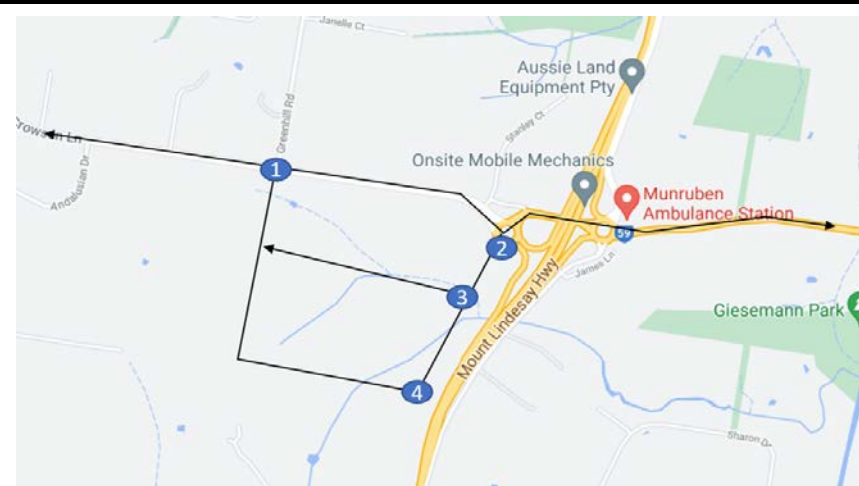 Janelle Ct
Aussie Land
Equipment Pty
Greenhill Rd
Stanley Ct
Crowson Ln
Andalusian Dr
1
Onsite Mobile Mechanics
Munruben
Ambulance Station
59
2
James Ln
3
Mount Lindesay Hwy
Giesemann Park
4
Sharon Dr